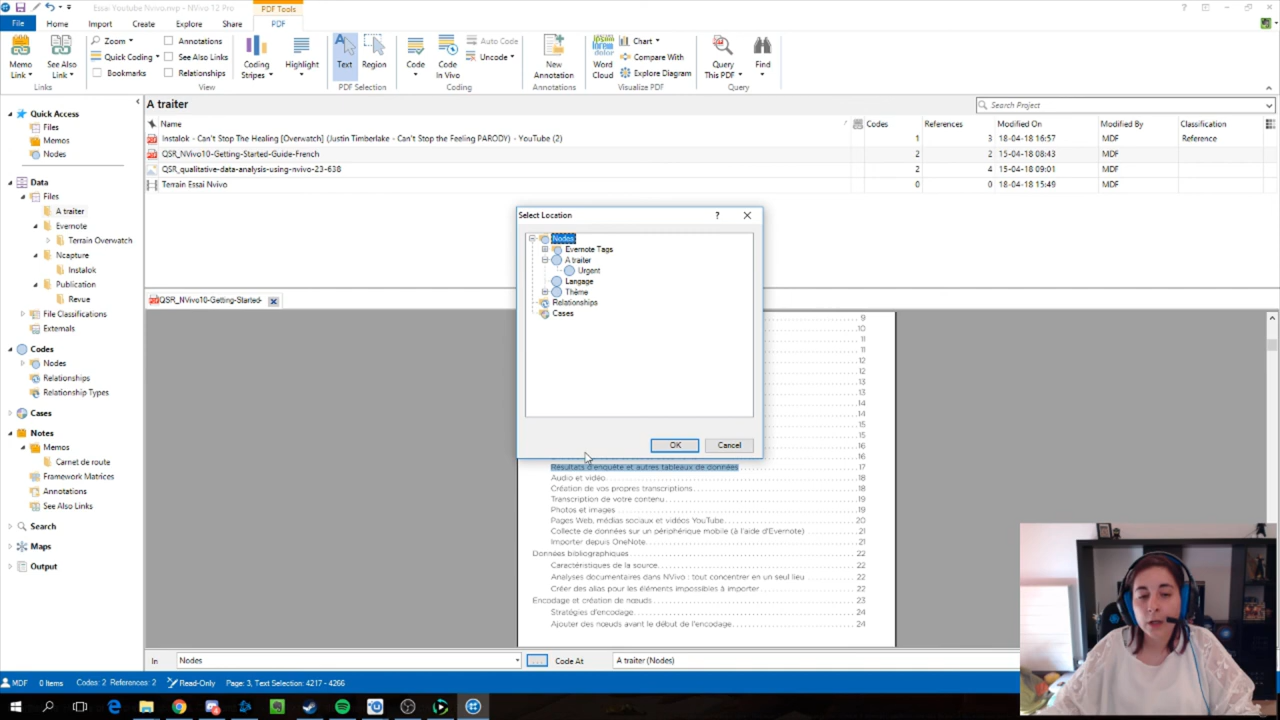 Essai Youtube Nvivo.nvp - NVivo 12 Pro
PDF Tools
File Home Import Create Explore Share PDF
Memo Link
See Also Link
Links
Zoom
Quick Coding
Bookmarks
Annotations
See Also Links
Relationships
View
Coding Stripes
Highlight
Text
Region
PDF Selection
Code
Code In Vivo
Auto Code
Uncode
Coding
New Annotation
Annotations
Word Cloud
Chart
Compare With
Explore Diagram
Visualize PDF
Query This PDF
Find
Query
Quick Access
Files
Memos
Nodes
Data
Files
A traiter
Evernote
Terrain Overwatch
Ncapture
Instalok
Publication
Revue
File Classifications
Externals
Codes
Nodes
Relationships
Relationship Types
Cases
Notes
Memos
Carnet de route
Framework Matrices
Annotations
See Also Links
Search
Maps
Output
A traiter
Search Project
Name Codes References Modified On Modified By Classification
Instalok - Can't Stop The Healing [Overwatch] (Justin Timberlake - Can't Stop the Feeling PARODY) - YouTube (2) 1 3 18-04-18 16:57 MDF Reference
QSR_NVivo10-Getting-Started-Guide-French 2 2 15-04-18 08:43 MDF
QSR_qualitative-data-analysis-using-nvivo-23-638 2 4 15-04-18 09:01 MDF
Terrain Essai Nvivo 0 0 18-04-18 15:49 MDF
QSR_NVivo10-Getting-Started-
Select Location
Nodes
Evernote Tags
A traiter
Urgent
Langage
Thème
Relationships
Cases
OK Cancel
9
10
11
11
12
12
13
13
14
14
15
15
16
16
Résultats d'enquête et autres tableaux de données 17
Audio et vidéo 18
Création de vos propres transcriptions 18
Transcription de votre contenu 19
Photos et images 19
Pages Web, médias sociaux et vidéos YouTube 20
Collecte de données sur un périphérique mobile (à l'aide d'Evernote) 21
Importer depuis OneNote 21
Données bibliographiques 22
Caractéristiques de la source 22
Analyses documentaires dans NVivo : tout concentrer en un seul lieu 22
Créer des alias pour les éléments impossibles à importer 22
Encodage et création de nœuds 23
Stratégies d'encodage 24
Ajouter des nœuds avant le début de l'encodage 24
In Nodes ... Code At A traiter (Nodes)
MDF 0 Items Codes: 2 References: 2 Read-Only Page: 3, Text Selection: 4217 - 4266